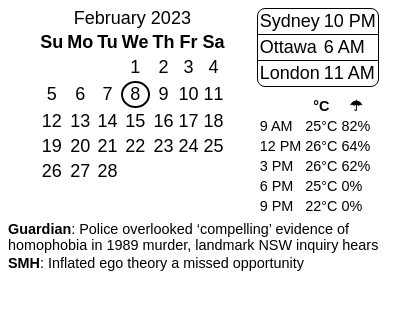 February 2023
Su Mo Tu We Th Fr Sa
1 2 3 4
5 6 7 8 9 10 11
12 13 14 15 16 17 18
19 20 21 22 23 24 25
26 27 28
Sydney 10 PM
Ottawa 6 AM
London 11 AM
°C ☂
9 AM 25°C 82%
12 PM 26°C 64%
3 PM 26°C 62%
6 PM 25°C 0%
9 PM 22°C 0%
Guardian: Police overlooked ‘compelling’ evidence of
homophobia in 1989 murder, landmark NSW inquiry hears
SMH: Inflated ego theory a missed opportunity